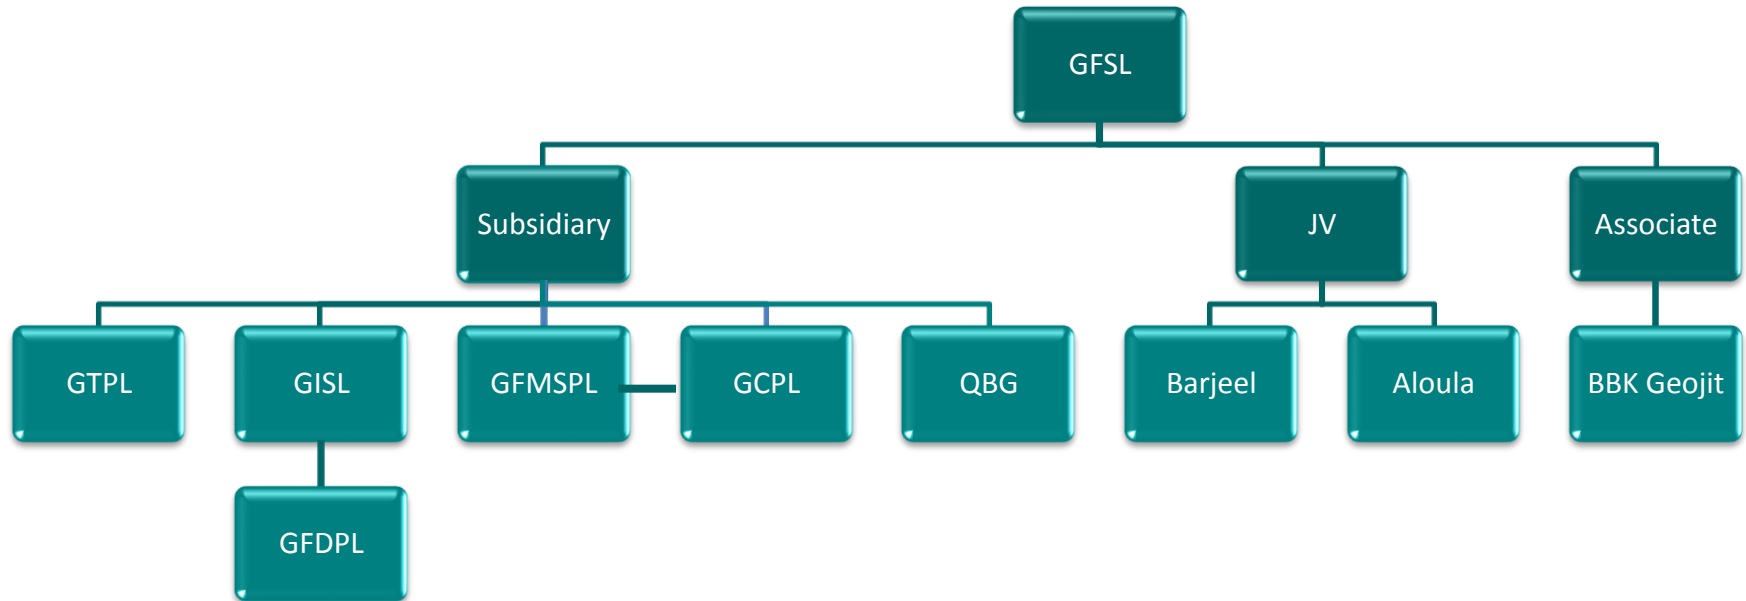 GFSL
Subsidiary
JV
Associate
GTPL
GISL
GFMSPL
GCPL
QBG
Barjeel
Aloula
BBK Geojit
GFDPL